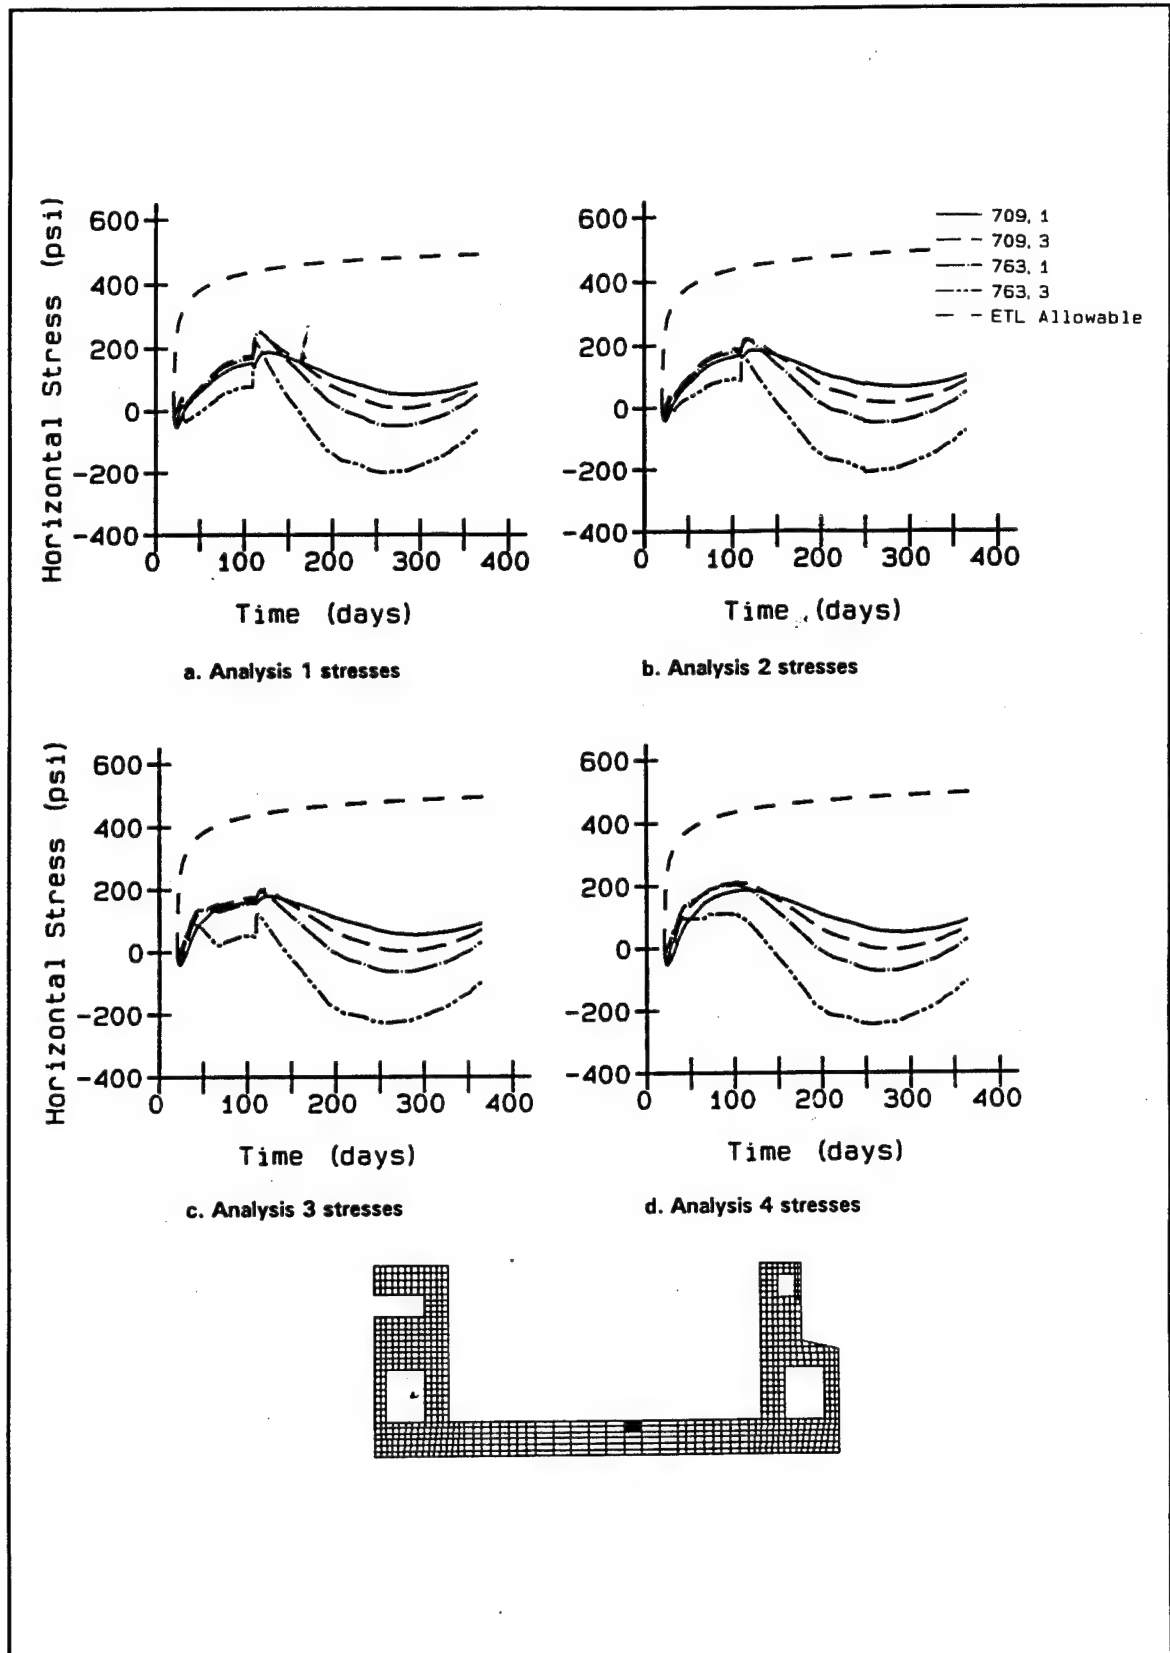 Horizontal Stress (psi)
600
400
200
0
-200
-400
0 100 200 300 400
Time (days)
a. Analysis 1 stresses
600
400
200
0
-200
-400
0 100 200 300 400
Time (days)
b. Analysis 2 stresses
709, 1
709, 3
763, 1
763, 3
ETL Allowable
Horizontal Stress (psi)
600
400
200
0
-200
-400
0 100 200 300 400
Time (days)
c. Analysis 3 stresses
600
400
200
0
-200
-400
0 100 200 300 400
Time (days)
d. Analysis 4 stresses